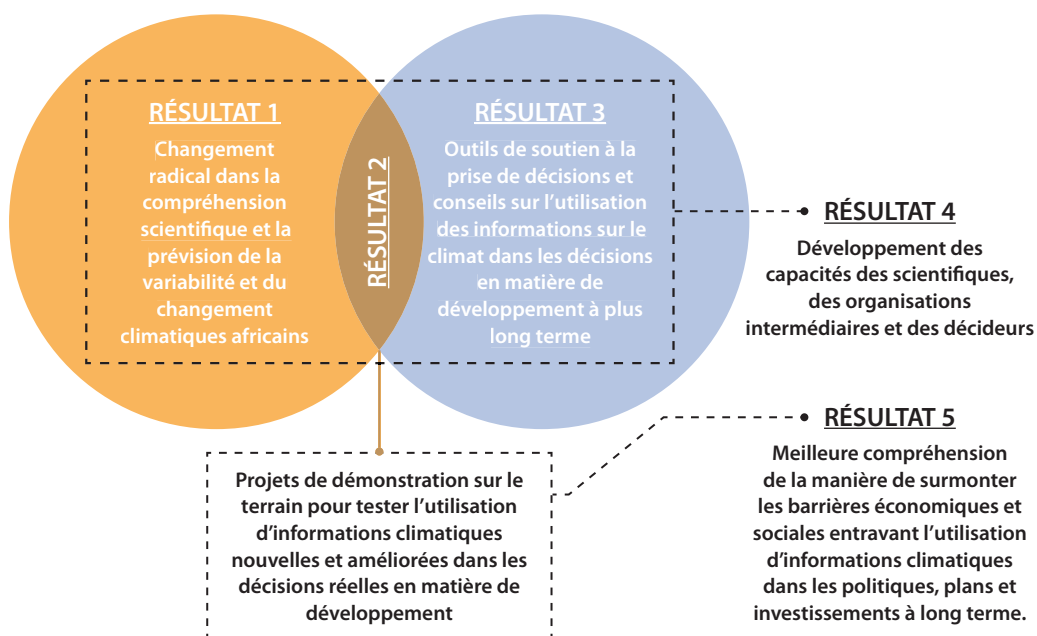 RÉSULTAT 1
Changement
radical dans la
compréhension
scientifique et la
prévision de la
variabilité et du
changement
climatiques africains
RÉSULTAT 2
RÉSULTAT 3
Outils de soutien à la
prise de décisions et
conseils sur l’utilisation
des informations sur le
climat dans les décisions
en matière de
développement à plus
long terme
RÉSULTAT 4
Développement des
capacités des scientifiques,
des organisations
intermédiaires et des décideurs
Projets de démonstration sur le
terrain pour tester l’utilisation
d’informations climatiques
nouvelles et améliorées dans les
décisions réelles en matière de
développement
RÉSULTAT 5
Meilleure compréhension
de la manière de surmonter
les barrières économiques et
sociales entravant l’utilisation
d’informations climatiques
dans les politiques, plans et
investissements à long terme.